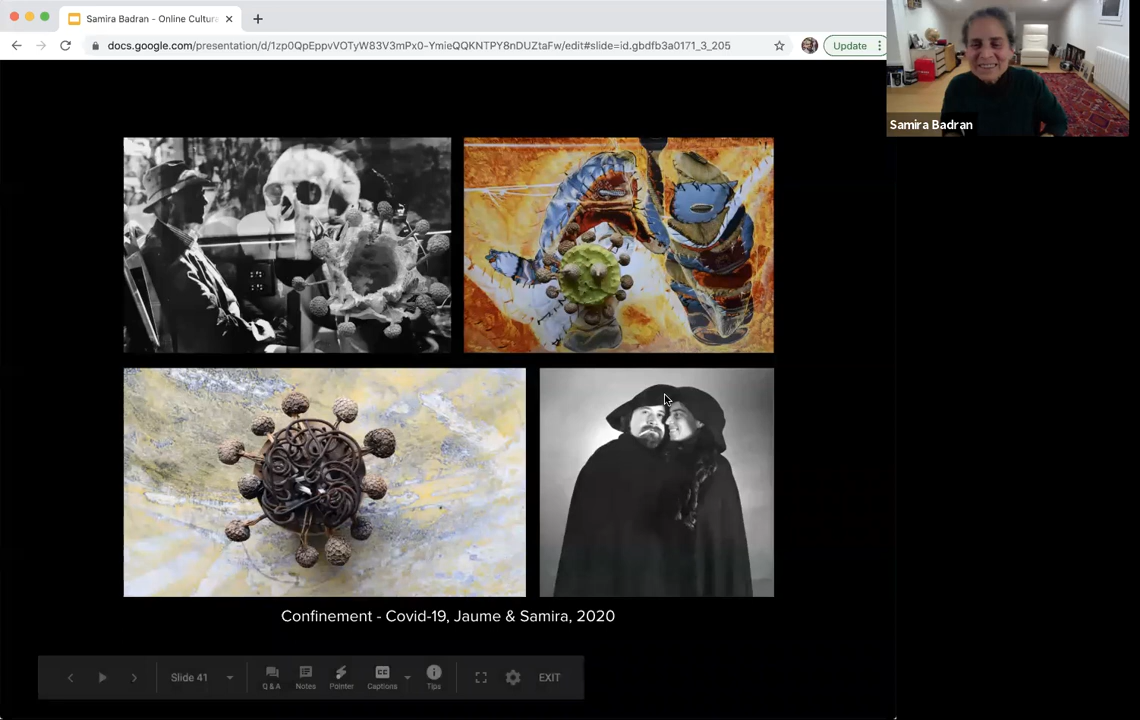 Samira Badran - Online Cultura
docs.google.com/presentation/d/1zp0QpEppvVOTyW83V3mPx0-YmieQQKNTPY8nDUZtaFw/edit#slide=id.gbdfb3a0171_3_205
Update
Samira Badran
Confinement - Covid-19, Jaume & Samira, 2020
Slide 41
Q & A
Notes
Pointer
Captions
Tips
EXIT